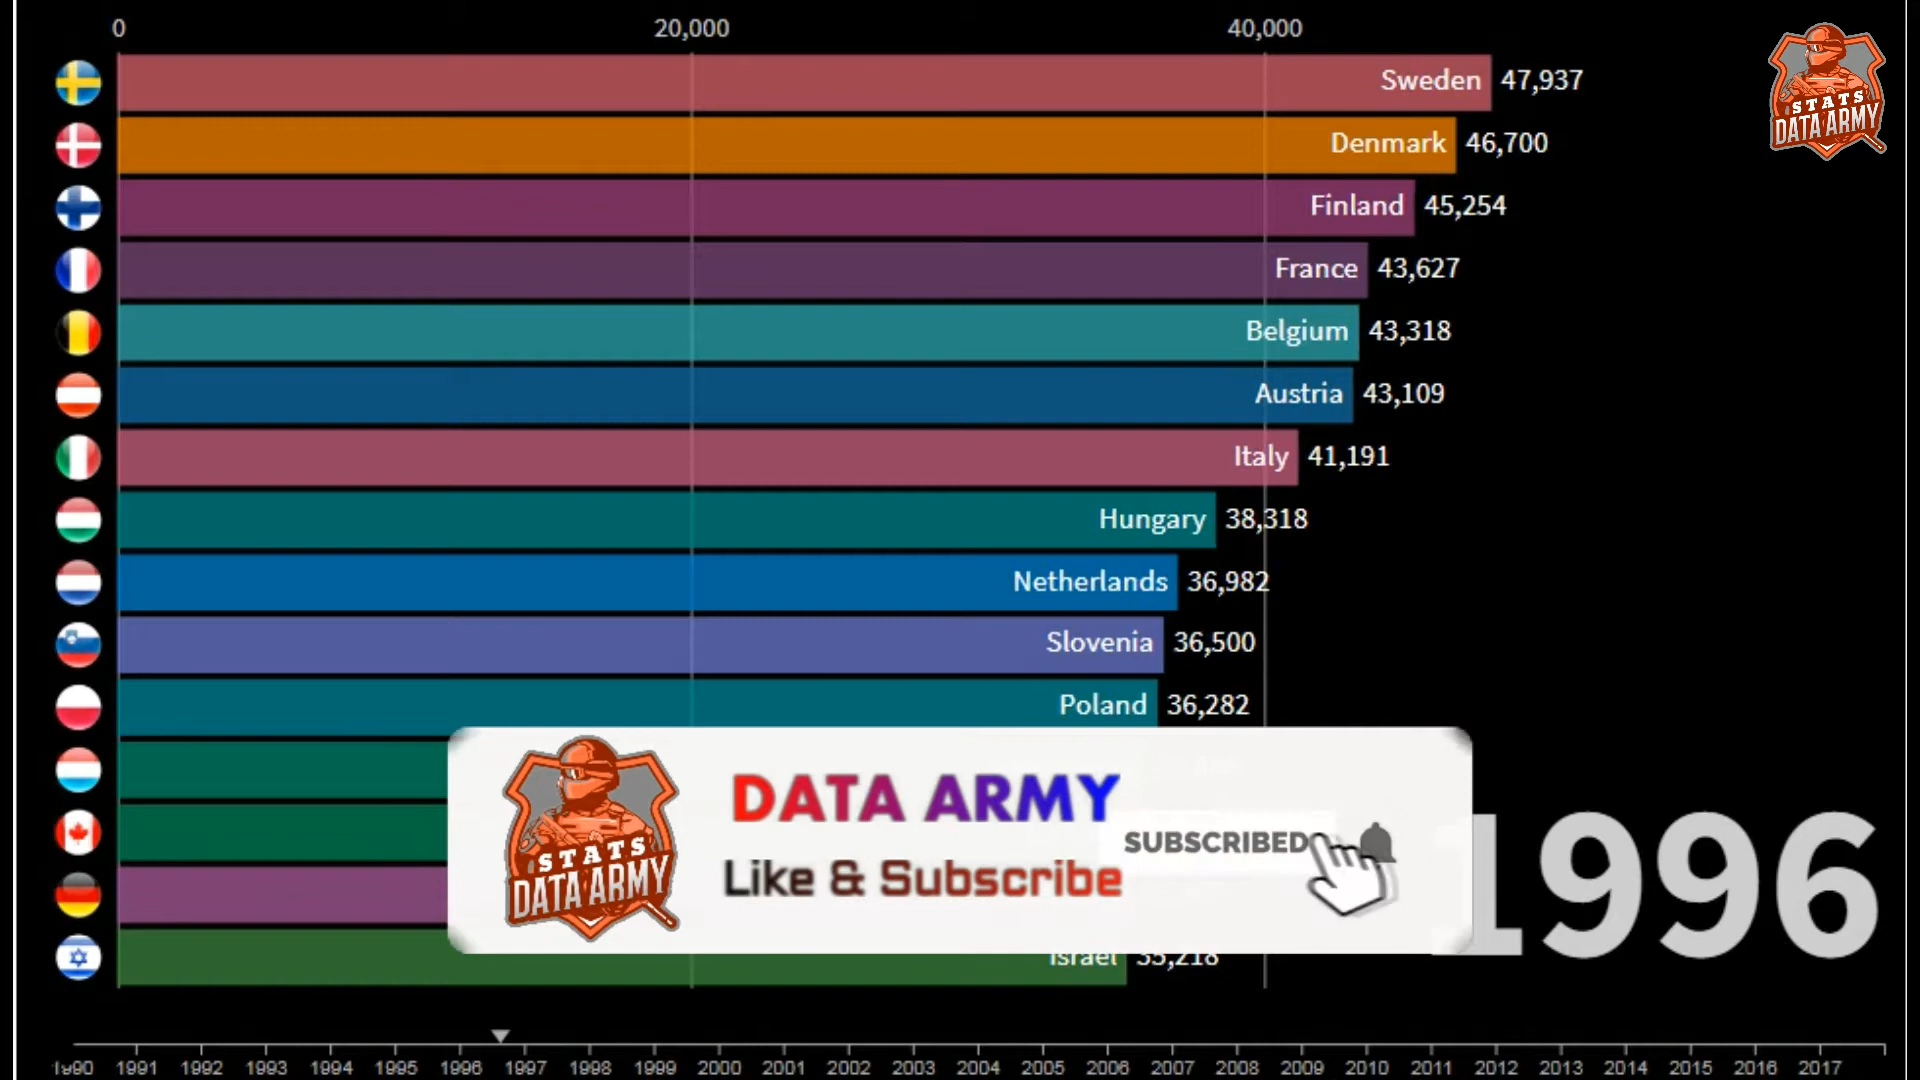 0 20,000 40,000
Sweden 47,937
Denmark 46,700
Finland 45,254
France 43,627
Belgium 43,318
Austria 43,109
Italy 41,191
Hungary 38,318
Netherlands 36,982
Slovenia 36,500
Poland 36,282
Israel 35,218
STATS
DATA ARMY
STATS
DATA ARMY
DATA ARMY
Like & Subscribe
SUBSCRIBED
1996
1991 1992 1993 1994 1995 1996 1997 1998 1999 2000 2001 2002 2003 2004 2005 2006 2007 2008 2009 2010 2011 2012 2013 2014 2015 2016 2017